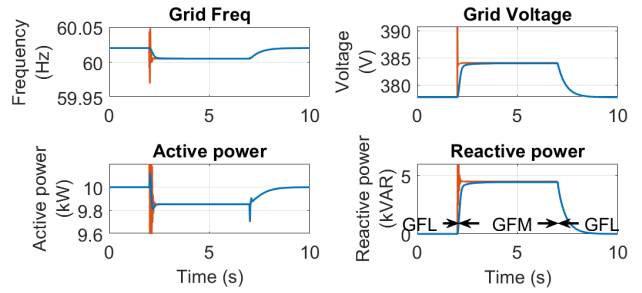 Grid Freq
Frequency
(Hz)
60.05
60
59.95
0
5
10
Grid Voltage
Voltage
(V)
390
385
380
0
5
10
Active power
Active power
(kW)
10
9.8
9.6
0
5
10
Time (s)
Reactive power
Reactive power
(kVAR)
5
0
GFL
GFM
GFL
0
5
10
Time (s)